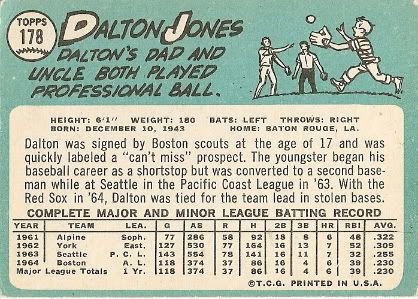 TOPPS
178
DALTON JONES
DALTON'S DAD AND
UNCLE BOTH PLAYED
PROFESSIONAL BALL.
HEIGHT: 6'1" WEIGHT: 180 BATS: LEFT THROWS: RIGHT
BORN: DECEMBER 10, 1943 HOME: BATON ROUGE, LA.
Dalton was signed by Boston scouts at the age of 17 and
was quickly labeled a "can't miss" prospect. The youngster began his
baseball career as a shortstop but was converted to a second base-
man while at Seattle in the Pacific Coast League in '63. With
the Red Sox in '64, Dalton was tied for the team lead in stolen bases.
COMPLETE MAJOR AND MINOR LEAGUE BATTING RECORD
YEAR TEAM LEA. G AB R H 2B 3B HR RBI AVG.
1961 Alpine Soph. 77 286 58 92 18 8 6 48 .322
1962 York East. 127 530 77 164 16 13 7 52 .309
1963 Seattle P. C. L. 143 554 78 141 16 11 6 35 .255
1964 Boston A. L. 118 374 37 86 16 4 6 39 .230
Major League Totals 1 Yr. 118 374 37 86 16 4 6 39 .230
©T.C.G. PRINTED IN U.S.A.